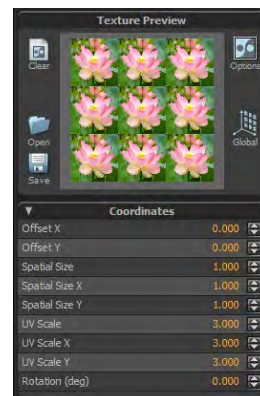 Texture Preview
Clear
Options
Open
Global
Save
Coordinates
Offset X 0.000
Offset Y 0.000
Spatial Size 1.000
Spatial Size X 1.000
Spatial Size Y 1.000
UV Scale 3.000
UV Scale X 3.000
UV Scale Y 3.000
Rotation (deg) 0.000